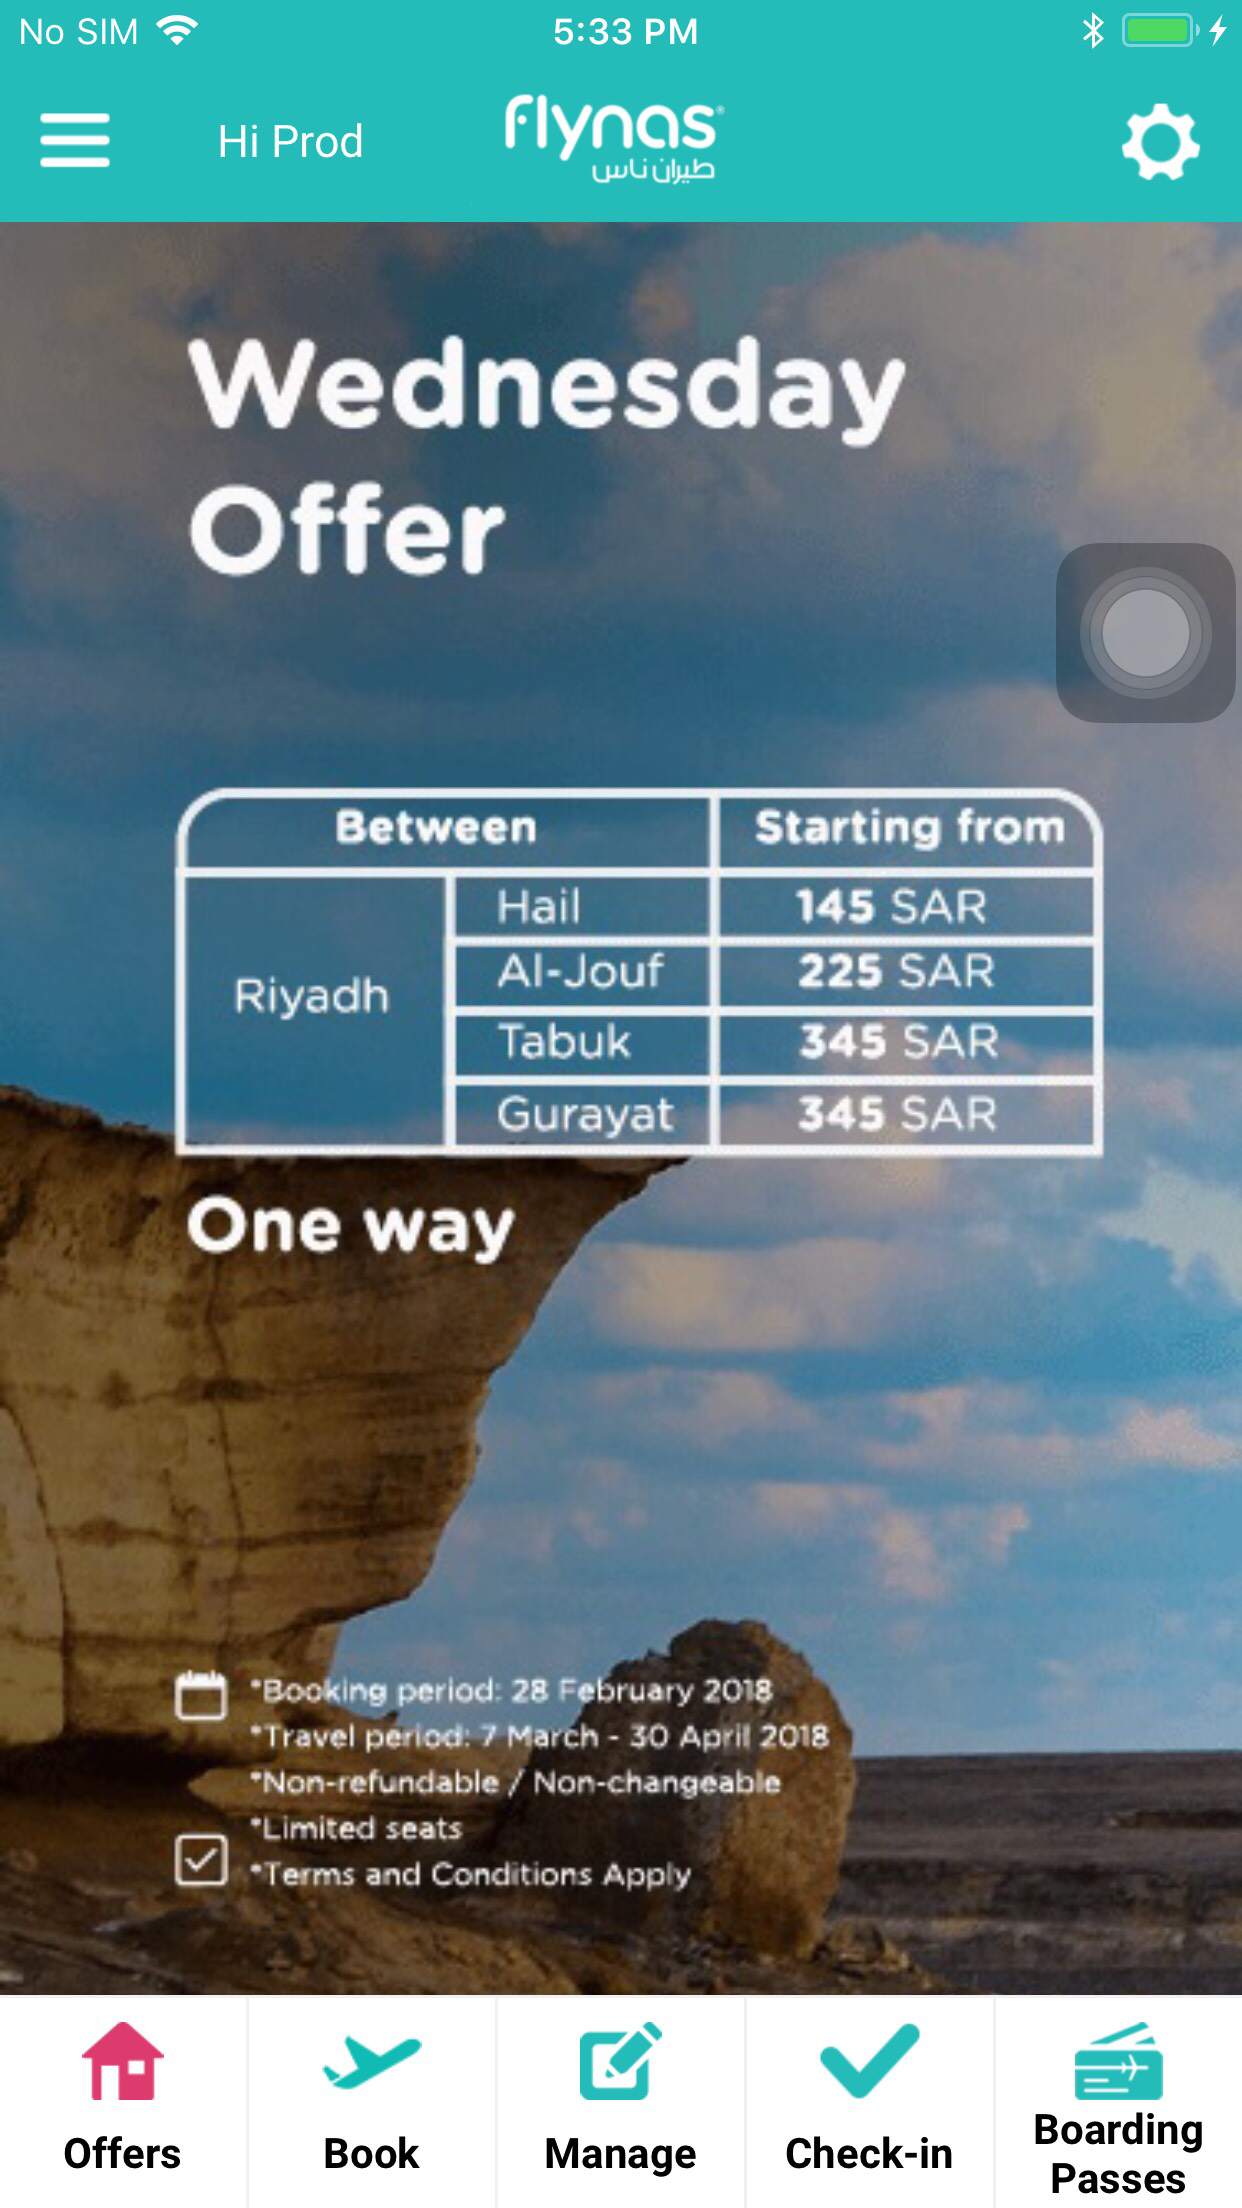 No SIM 5:33 PM
Hi Prod
flynas
طيران ناس
Wednesday
Offer
Between Starting from
Riyadh
Hail 145 SAR
Al-Jouf 225 SAR
Tabuk 345 SAR
Gurayat 345 SAR
One way
*Booking period: 28 February 2018
*Travel period: 7 March - 30 April 2018
*Non-refundable / Non-changeable
*Limited seats
*Terms and Conditions Apply
Offers Book Manage Check-in Boarding
Passes